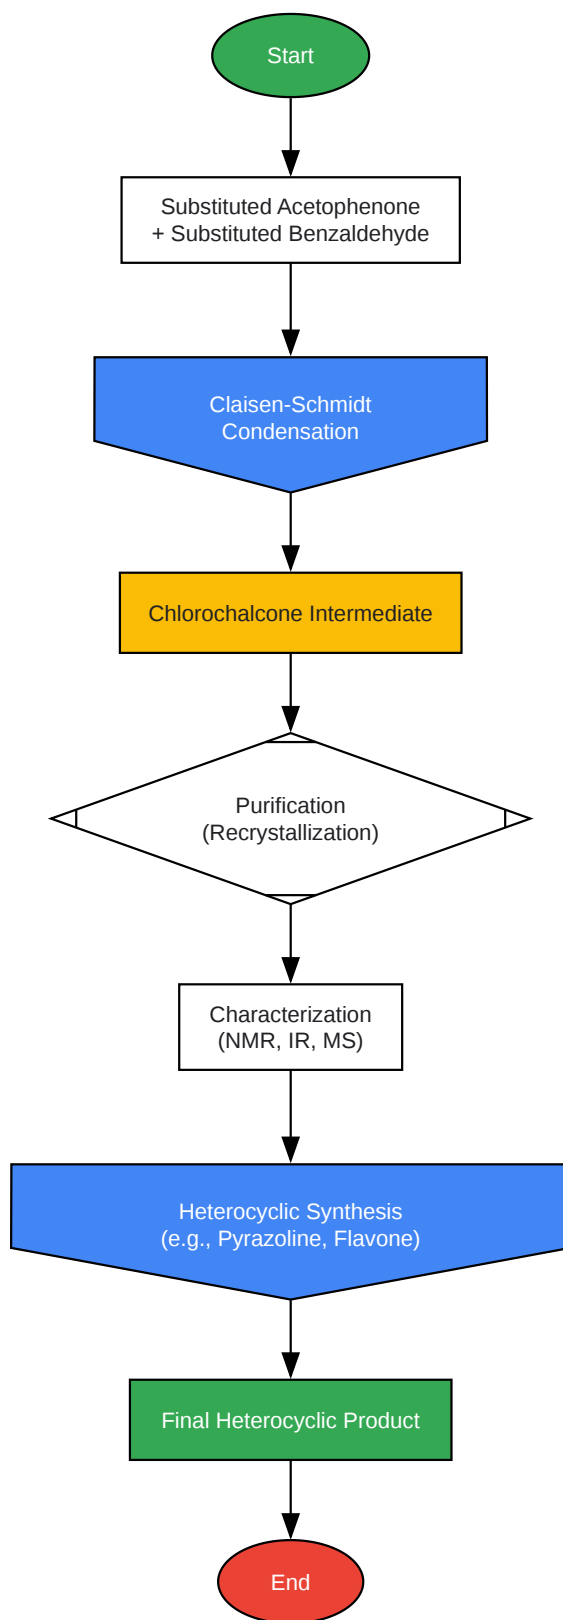 Start
Substituted Acetophenone
+ Substituted Benzaldehyde
Claisen-Schmidt
Condensation
Chlorochalcone Intermediate
Purification
(Recrystallization)
Characterization
(NMR, IR, MS)
Heterocyclic Synthesis
(e.g., Pyrazoline, Flavone)
Final Heterocyclic Product
End